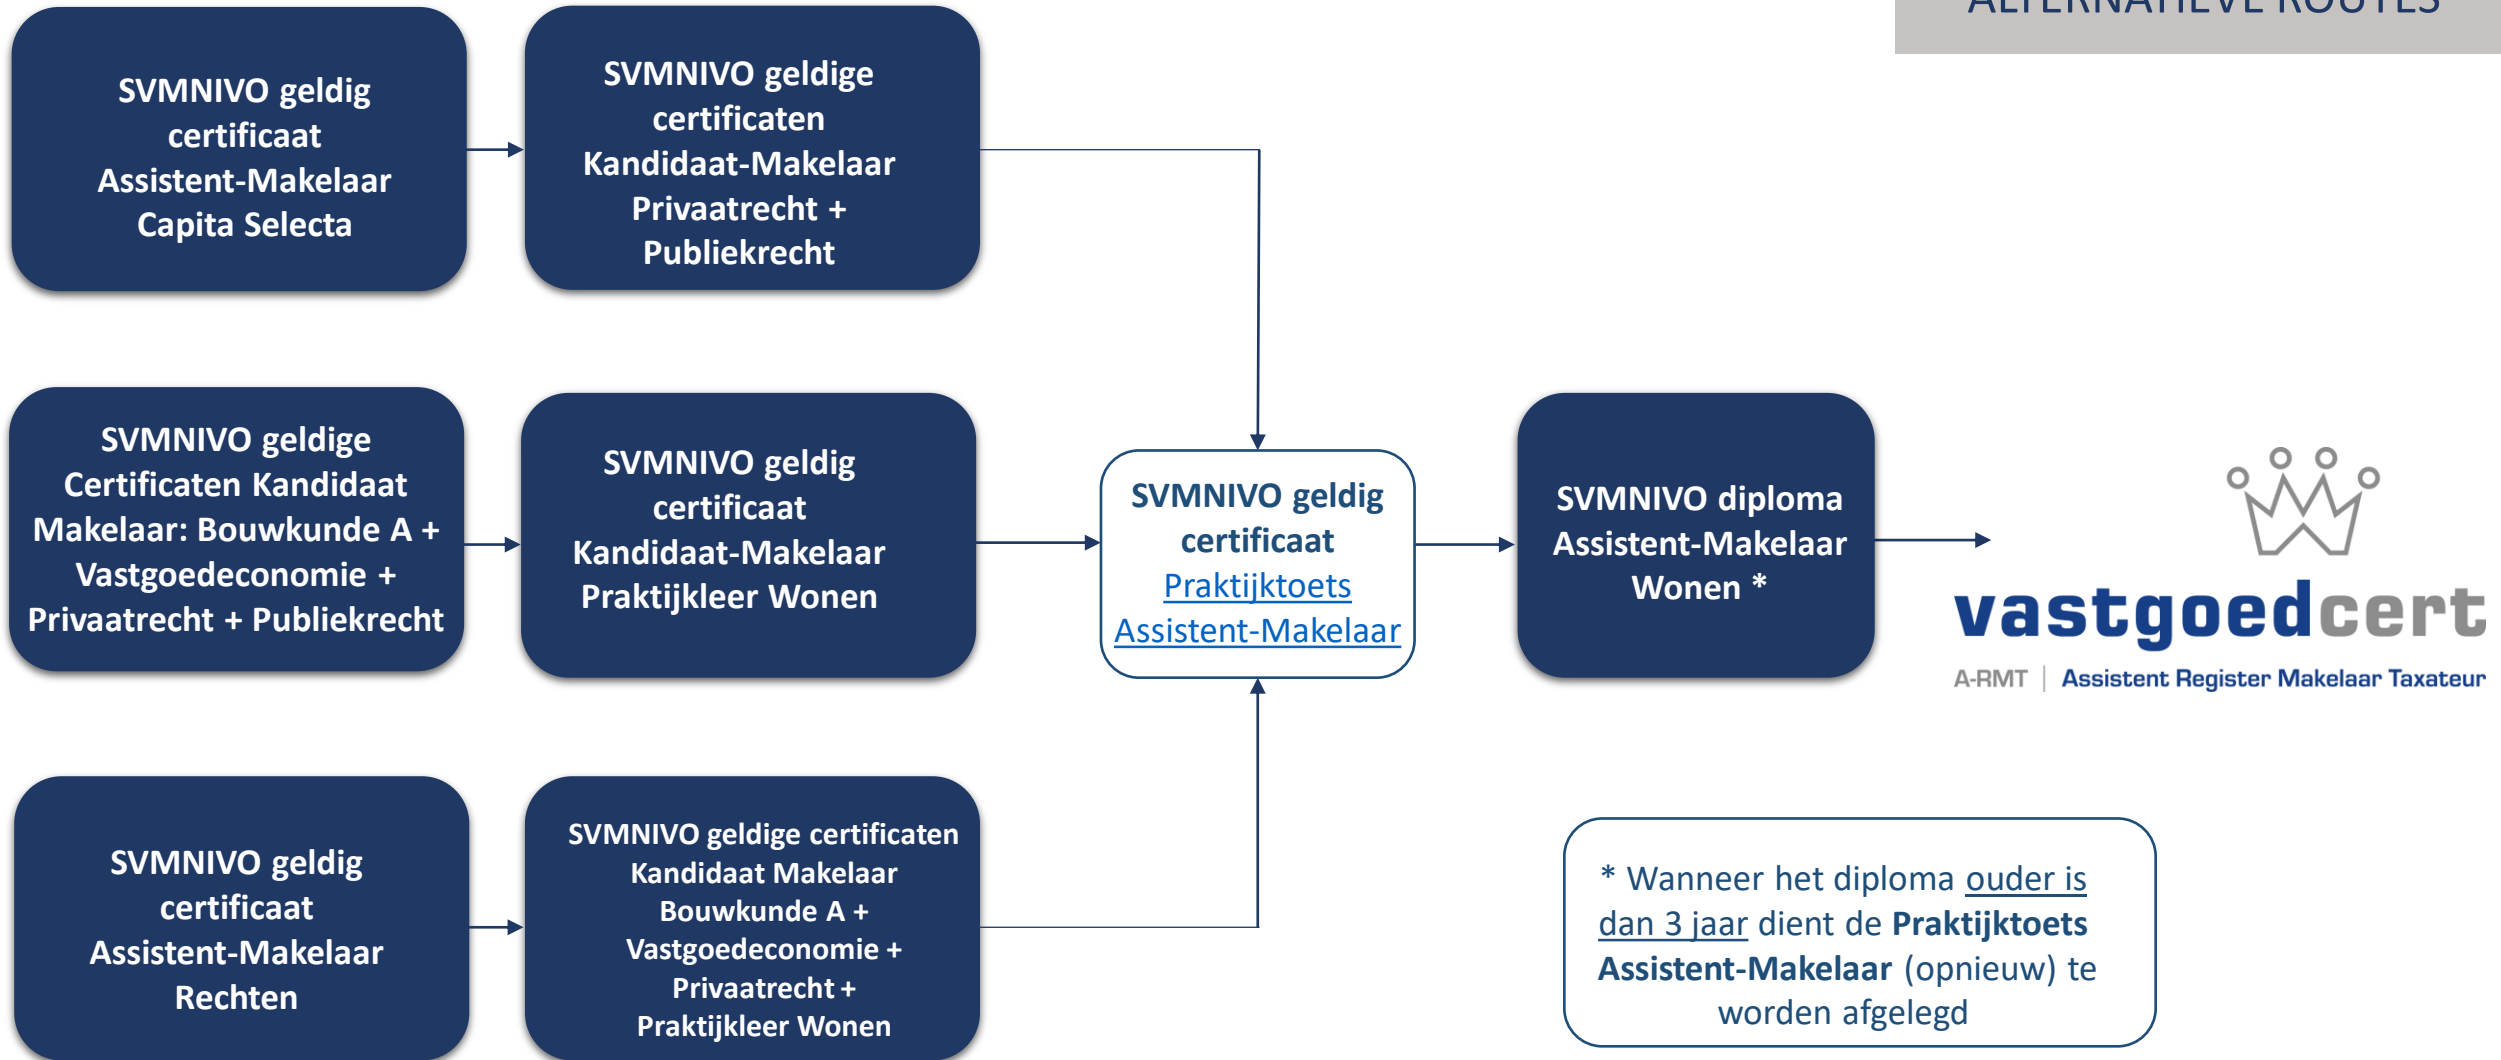 ALTERNATIEVE ROUTES
SVMNIVO geldig
certificaat
Assistent-Makelaar
Capita Selecta
SVMNIVO geldige
certificaten
Kandidaat-Makelaar
Privaatrecht +
Publiekrecht
SVMNIVO geldige
Certificaten Kandidaat
Makelaar: Bouwkunde A +
Vastgoedeconomie +
Privaatrecht + Publiekrecht
SVMNIVO geldig
certificaat
Kandidaat-Makelaar
Praktijkleer Wonen
SVMNIVO geldig
certificaat
Praktijktoets
Assistent-Makelaar
SVMNIVO diploma
Assistent-Makelaar
Wonen *
vastgoedcert
A-RMT | Assistent Register Makelaar Taxateur
SVMNIVO geldig
certificaat
Assistent-Makelaar
Rechten
SVMNIVO geldige certificaten
Kandidaat Makelaar
Bouwkunde A +
Vastgoedeconomie +
Privaatrecht +
Praktijkleer Wonen
* Wanneer het diploma ouder is
dan 3 jaar dient de Praktijktoets
Assistent-Makelaar (opnieuw) te
worden afgelegd